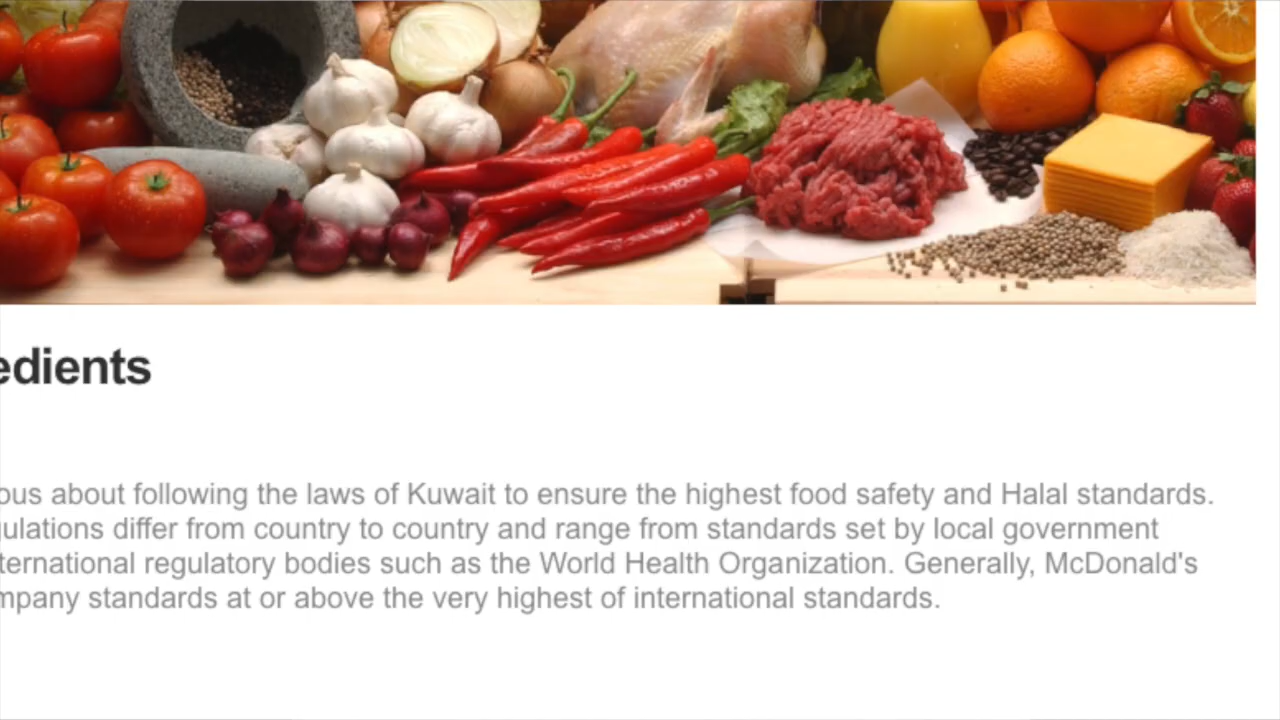 edients
ous about following the laws of Kuwait to ensure the highest food safety and Halal standards.
gulations differ from country to country and range from standards set by local government
ternational regulatory bodies such as the World Health Organization. Generally, McDonald's
mpany standards at or above the very highest of international standards.